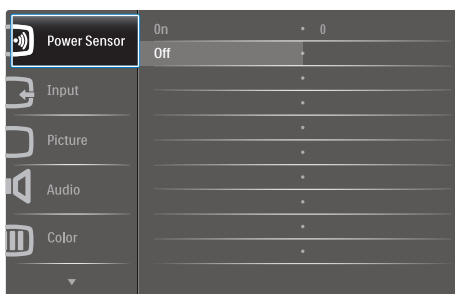 Power Sensor
On • 0
Off •
Input
Picture
Audio
Color